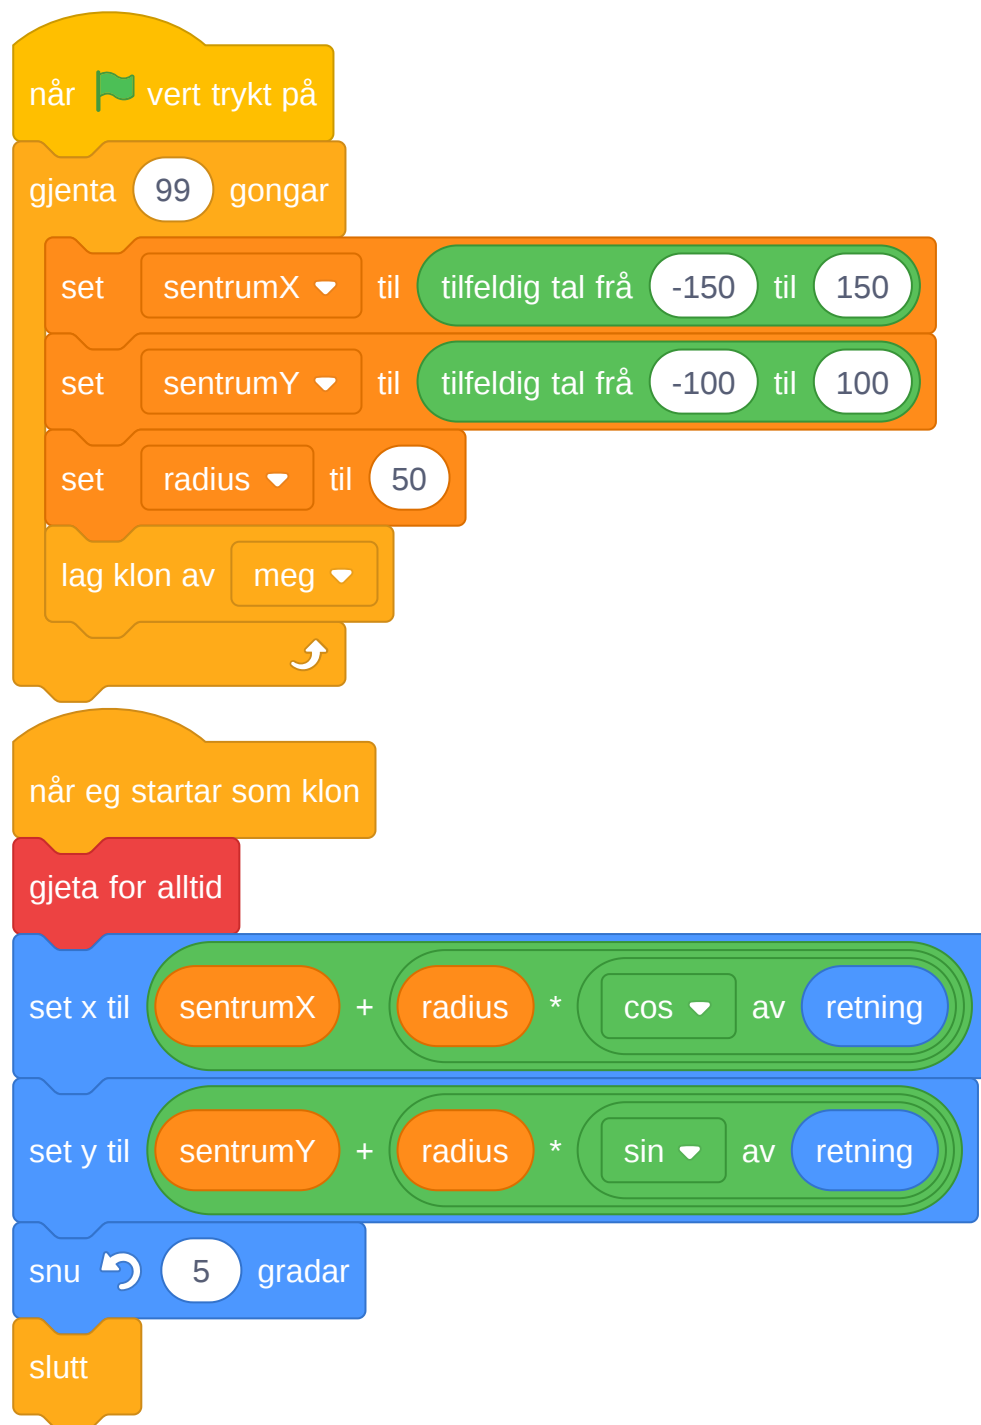 når vert trykt på
gjenta 99 gongar
set sentrumX til tilfeldig tal frå -150 til 150
set sentrumY til tilfeldig tal frå -100 til 100
set radius til 50
lag klon av meg
når eg startar som klon
gjeta for alltid
set x til sentrumX + radius * cos av retning
set y til sentrumY + radius * sin av retning
snu 5 gradar
slutt